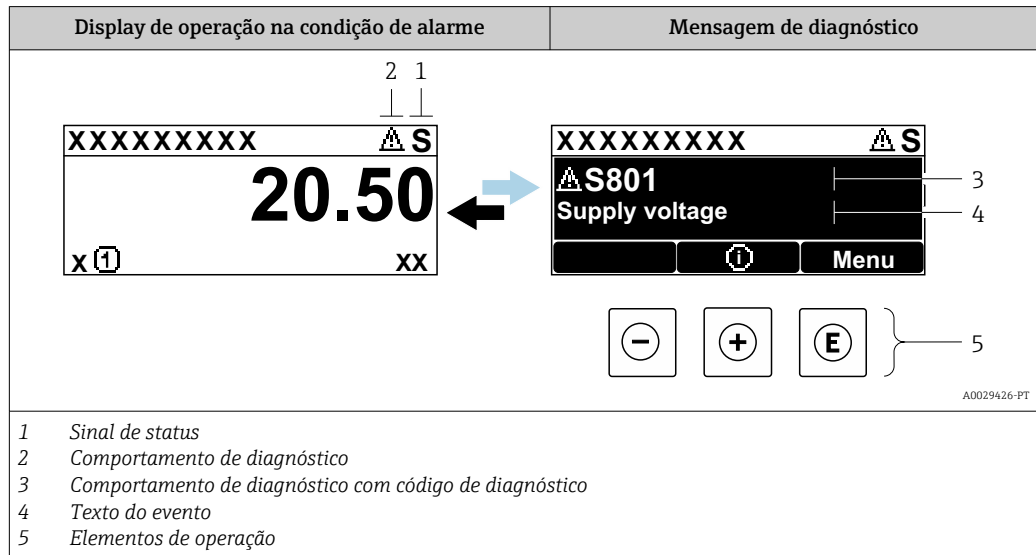 Display de operação na condição de alarme
Mensagem de diagnóstico
2 1
XXXXXXXXX ⚠ S
20.50
X 1
XX
XXXXXXXXX ⚠ S
⚠S801
3
Supply voltage
4
i Menu
- + E
5
A0029426-PT
1 Sinal de status
2 Comportamento de diagnóstico
3 Comportamento de diagnóstico com código de diagnóstico
4 Texto do evento
5 Elementos de operação